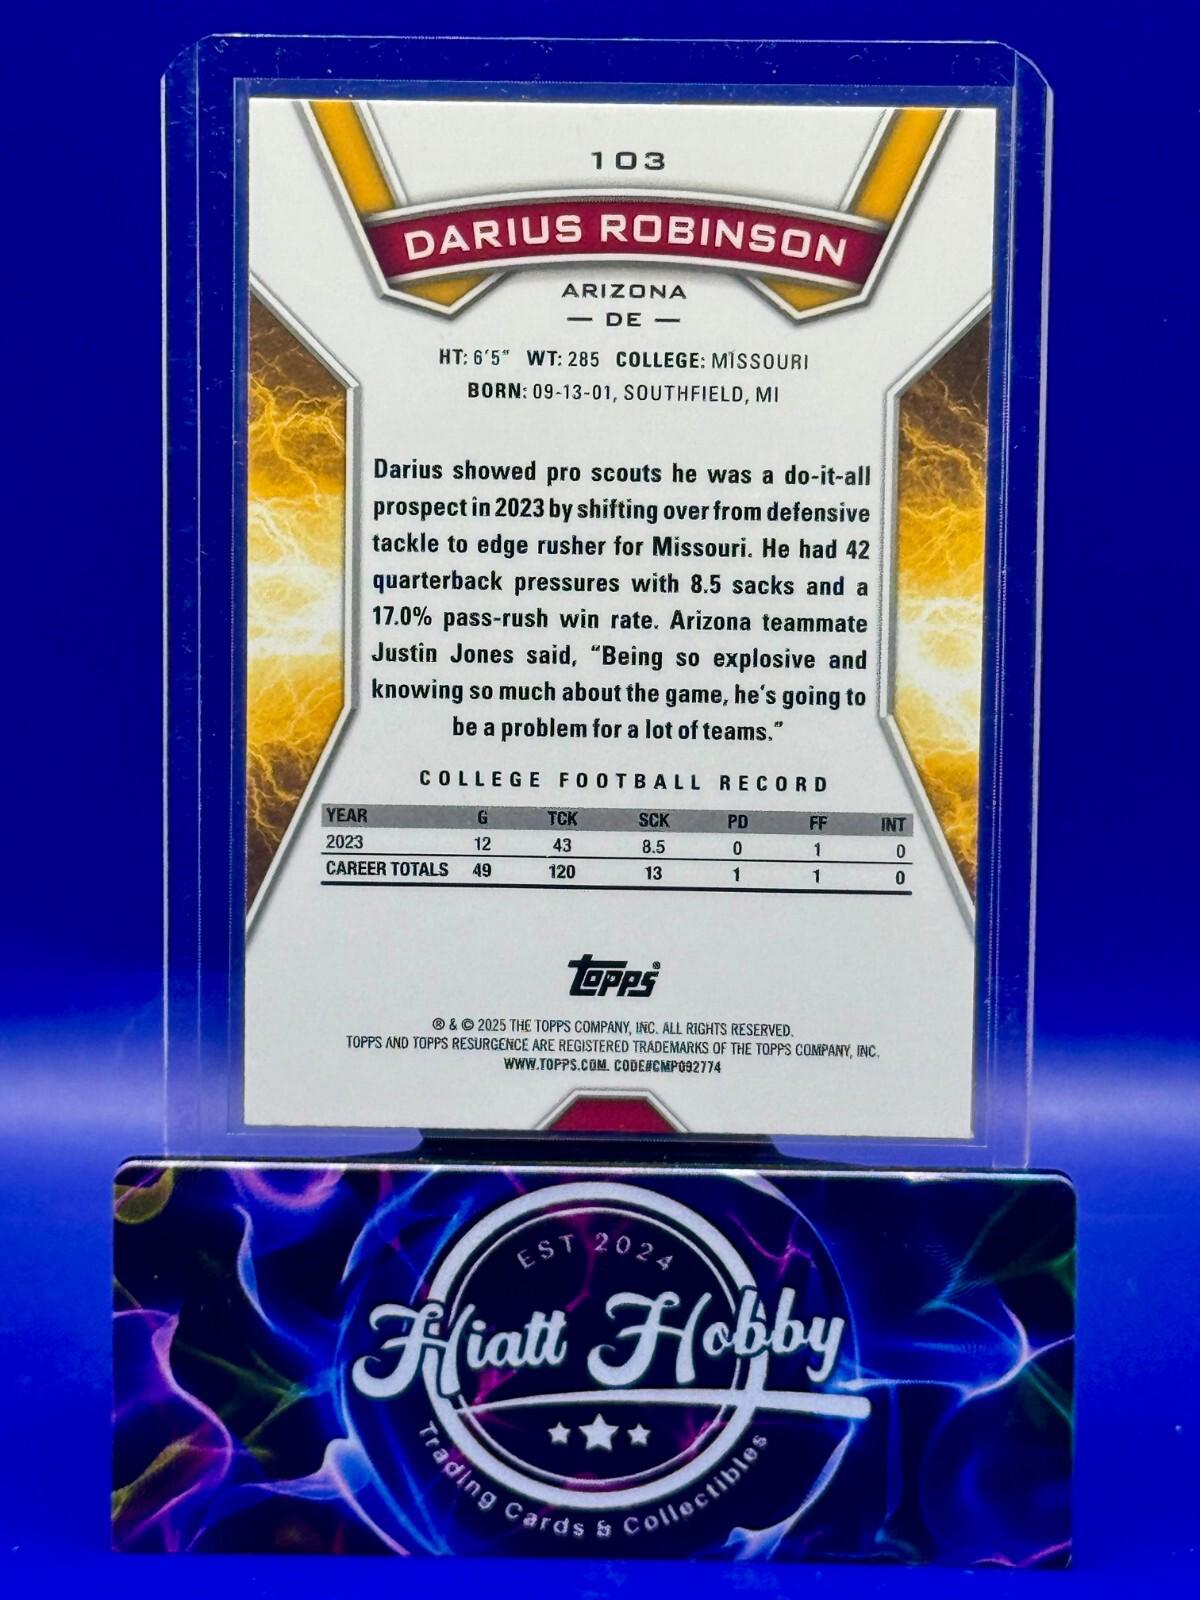 103
DARIUS ROBINSON
ARIZONA
— DE —
HT: 6'5" WT: 285 COLLEGE: MISSOURI
BORN: 09-13-01, SOUTHFIELD, MI
Darius showed pro scouts he was a do-it-all
prospect in 2023 by shifting over from defensive
tackle to edge rusher for Missouri. He had 42
quarterback pressures with 8.5 sacks and a
17.0% pass-rush win rate. Arizona teammate
Justin Jones said, "Being so explosive and
knowing so much about the game, he's going to
be a problem for a lot of teams."
COLLEGE FOOTBALL RECORD
YEAR G TCK SCK PD FF INT
2023 12 43 8.5 0 1 0
CAREER TOTALS 49 120 13 1 1 0
topps®
® & © 2025 THE TOPPS COMPANY, INC. ALL RIGHTS RESERVED.
TOPPS AND TOPPS RESURGENCE ARE REGISTERED TRADEMARKS OF THE TOPPS COMPANY, INC.
WWW.TOPPS.COM. CODE#CMP092774
EST 2024
Hiatt Hobby
Trading Cards & Collectibles